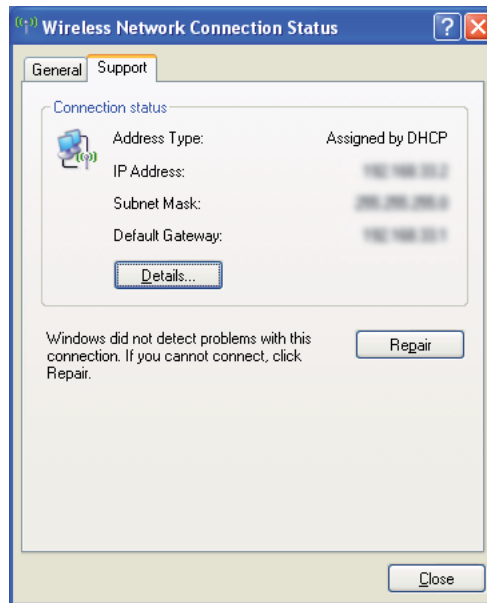 Wireless Network Connection Status
General
Support
Connection status
Address Type: Assigned by DHCP
IP Address:
Subnet Mask:
Default Gateway:
Details...
Windows did not detect problems with this
connection. If you cannot connect, click
Repair.
Repair
Close